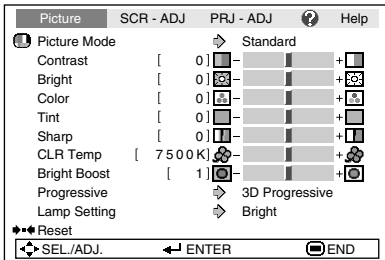 Picture SCR - ADJ PRJ - ADJ ? Help
Picture Mode Standard
Contrast [ 0 ] - +
Bright [ 0 ] - +
Color [ 0 ] - +
Tint [ 0 ] - +
Sharp [ 0 ] - +
CLR Temp [ 7500K ] - +
Bright Boost [ 1 ] - +
Progressive 3D Progressive
Lamp Setting Bright
Reset
SEL./ADJ. ENTER END